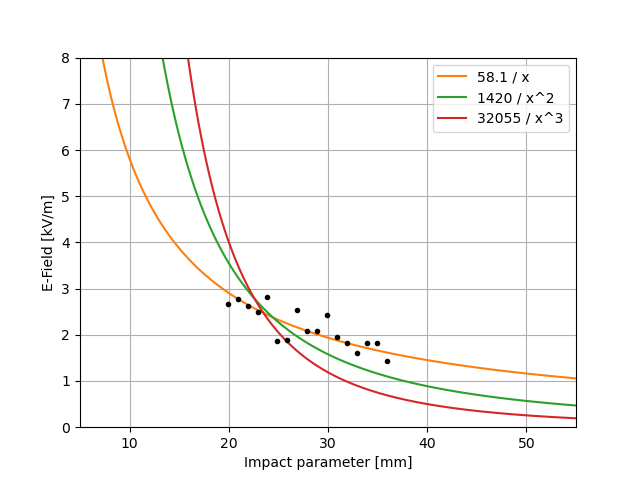 58.1 / x
1420 / x^2
32055 / x^3
E-Field [kV/m]
8
7
6
5
4
3
2
1
0
10 20 30 40 50
Impact parameter [mm]